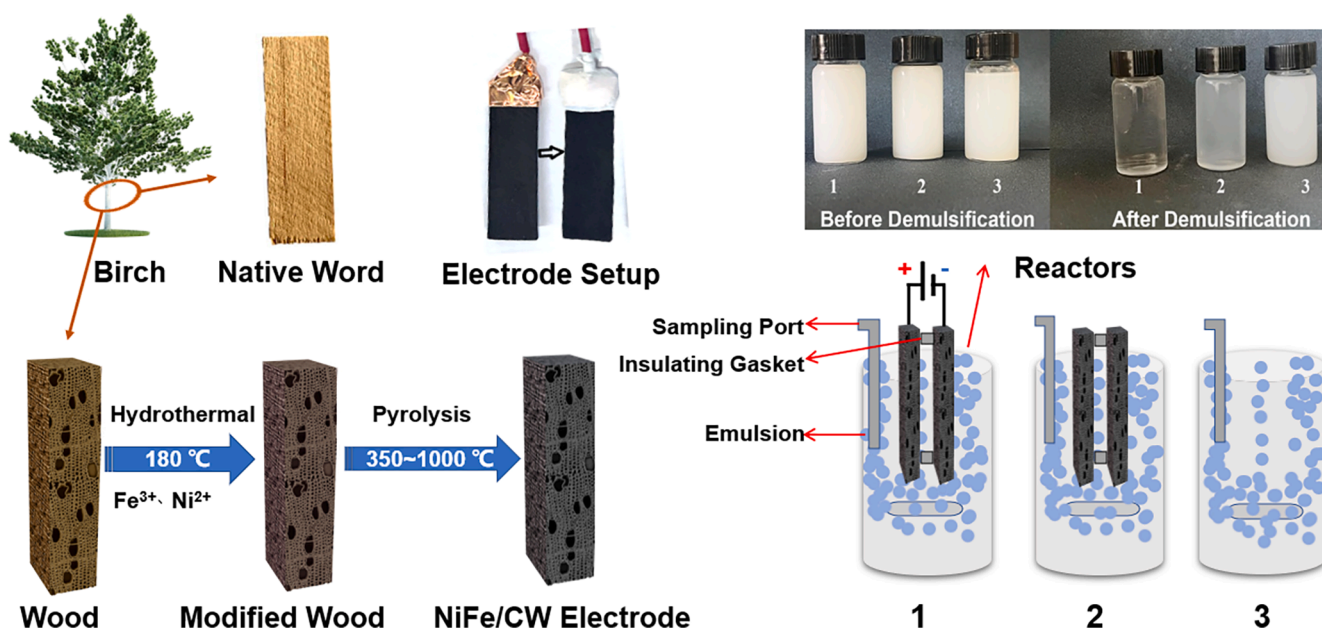 Birch
Native Word
Electrode Setup
1
2
3
Before Demulsification
1
2
3
After Demulsification
Reactors
+
-
Sampling Port
Insulating Gasket
Emulsion
Hydrothermal
180 ℃
Fe³⁺、Ni²⁺
Pyrolysis
350~1000 ℃
Wood
Modified Wood
NiFe/CW Electrode
1
2
3